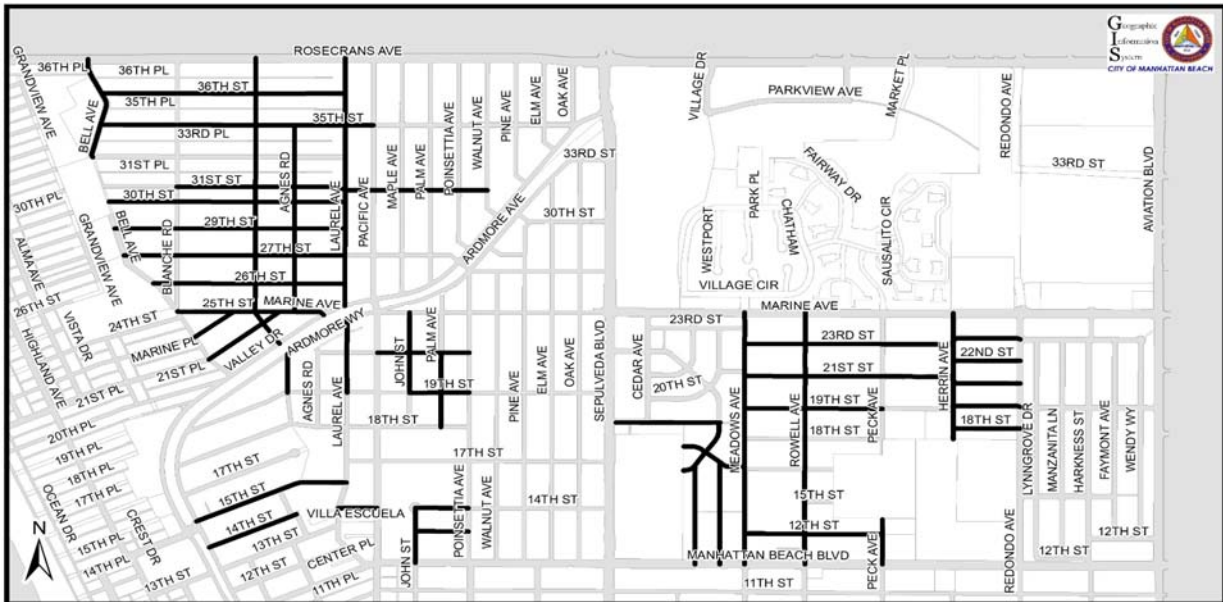 Geographic
Information
System
CITY OF MANHATTAN BEACH
ROSECRANS AVE
GRANDVIEW AVE
36TH PL
36TH PL
36TH ST
35TH PL
35TH ST
BELL AVE
33RD PL
31ST PL
31ST ST
30TH ST
30TH PL
29TH ST
27TH ST
26TH ST
25TH ST
MARINE AVE
AGNES RD
LAUREL AVE
PACIFIC AVE
MAPLE AVE
PALM AVE
POINSETTIA AVE
WALNUT AVE
PINE AVE
ELM AVE
OAK AVE
33RD ST
30TH ST
ARDMORE AVE
VILLAGE DR
PARKVIEW AVE
MARKET PL
REDONDO AVE
33RD ST
AVIATION BLVD
FAIRWAY DR
PARK PL
CHATHAM
WESTPORT
SAUSALITO CIR
VILLAGE CIR
MARINE AVE
BELL AVE
BLANCHE RD
GRANDVIEW AVE
ALMA AVE
26TH ST
24TH ST
VISTA DR
HIGHLAND AVE
MARINE PL
VALLEY DR
ARDMORE WY
21ST PL
21ST PL
20TH PL
19TH PL
18TH PL
17TH PL
AGNES RD
LAUREL AVE
JOHN ST
PALM AVE
19TH ST
18TH ST
17TH ST
PINE AVE
ELM AVE
OAK AVE
SEPULVEDA BLVD
CEDAR AVE
23RD ST
20TH ST
MEADOWS AVE
ROWELL AVE
23RD ST
21ST ST
19TH ST
PECK AVE
18TH ST
HERRIN AVE
22ND ST
18TH ST
LYNNGROVE DR
MANZANITA LN
HARKNESS ST
FAYMONT AVE
WENDY WY
17TH ST
15TH ST
14TH ST
VILLA ESCUELA
13TH ST
12TH ST
CENTER PL
11TH PL
OCEAN DR
CREST DR
15TH PL
14TH PL
13TH ST
JOHN ST
POINSETTIA AVE
WALNUT AVE
14TH ST
15TH ST
12TH ST
MANHATTAN BEACH BLVD
11TH ST
PECK AVE
REDONDO AVE
12TH ST
12TH ST
N